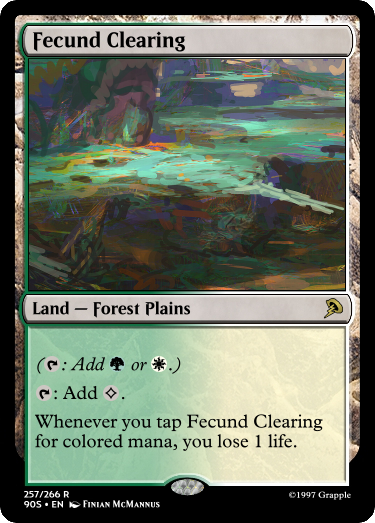 Fecund Clearing
Land — Forest Plains
(T: Add or .)
: Add .
Whenever you tap Fecund Clearing
for colored mana, you lose 1 life.
257/266 R
90S • EN Finian McMannus
©1997 Grapple